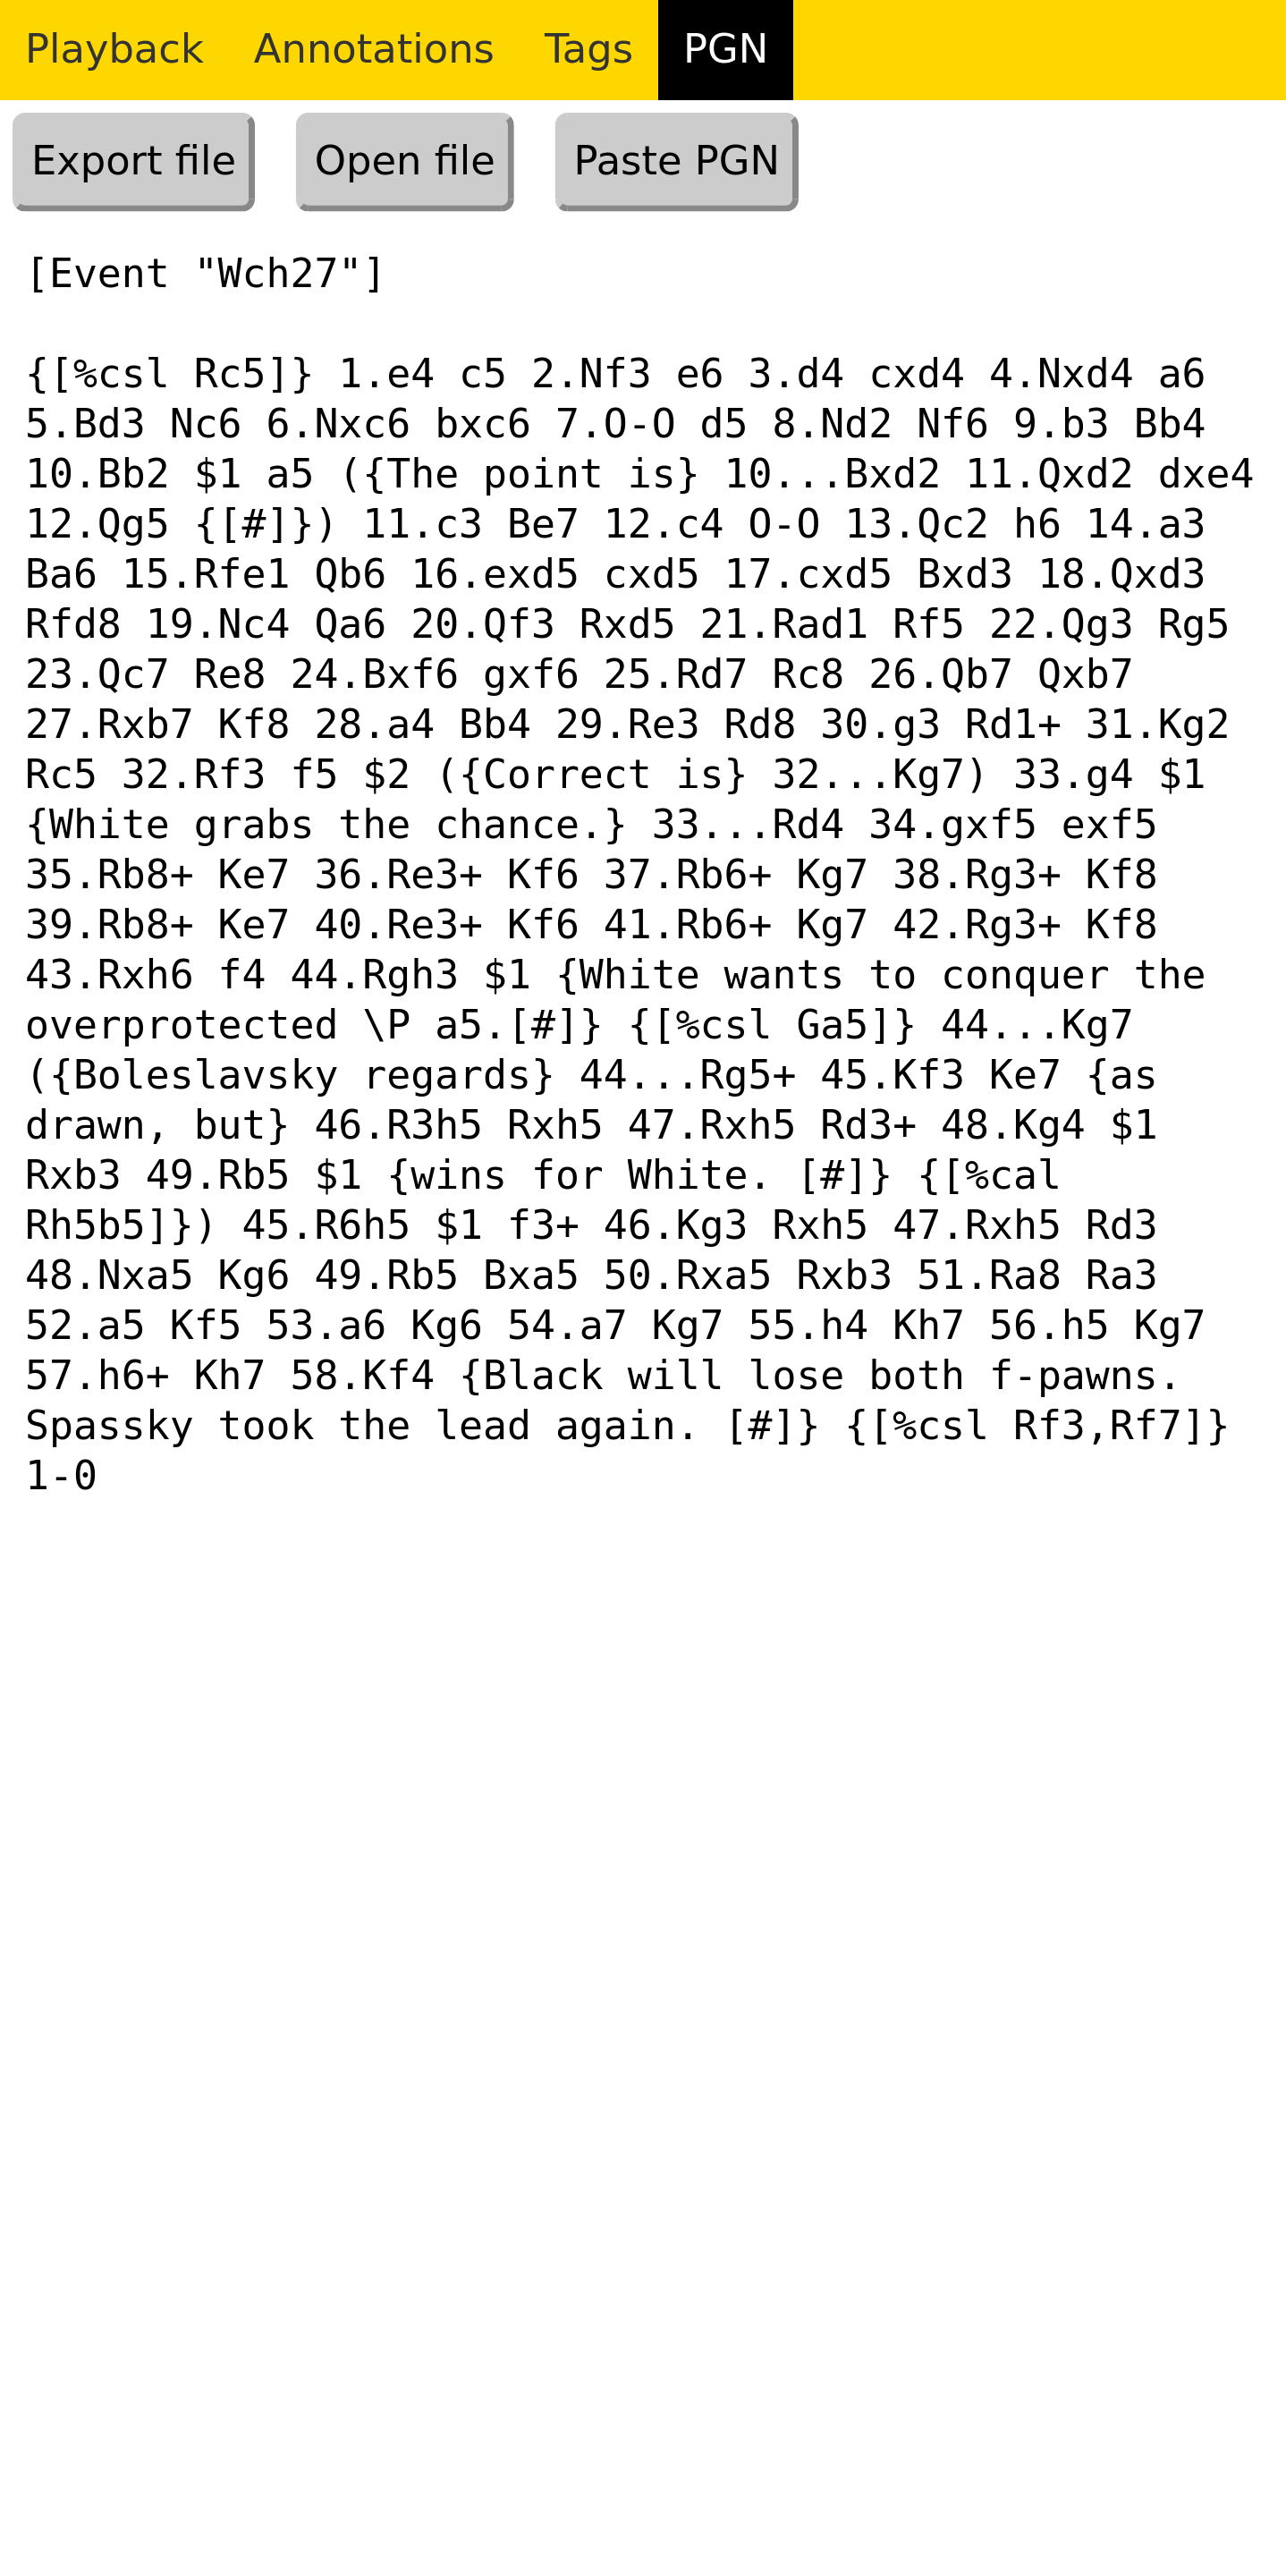 Playback Annotations Tags PGN
Export file Open file Paste PGN
[Event "Wch27"]
{[%csl Rc5]} 1.e4 c5 2.Nf3 e6 3.d4 cxd4 4.Nxd4 a6
5.Bd3 Nc6 6.Nxc6 bxc6 7.O-O d5 8.Nd2 Nf6 9.b3 Bb4
10.Bb2 $1 a5 ({The point is} 10...Bxd2 11.Qxd2 dxe4
12.Qg5 {[#]}) 11.c3 Be7 12.c4 O-O 13.Qc2 h6 14.a3
Ba6 15.Rfe1 Qb6 16.exd5 cxd5 17.cxd5 Bxd3 18.Qxd3
Rfd8 19.Nc4 Qa6 20.Qf3 Rxd5 21.Rad1 Rf5 22.Qg3 Rg5
23.Qc7 Re8 24.Bxf6 gxf6 25.Rd7 Rc8 26.Qb7 Qxb7
27.Rxb7 Kf8 28.a4 Bb4 29.Re3 Rd8 30.g3 Rd1+ 31.Kg2
Rc5 32.Rf3 f5 $2 ({Correct is} 32...Kg7) 33.g4 $1
{White grabs the chance.} 33...Rd4 34.gxf5 exf5
35.Rb8+ Ke7 36.Re3+ Kf6 37.Rb6+ Kg7 38.Rg3+ Kf8
39.Rb8+ Ke7 40.Re3+ Kf6 41.Rb6+ Kg7 42.Rg3+ Kf8
43.Rxh6 f4 44.Rgh3 $1 {White wants to conquer the
overprotected \P a5.[#]} {[%csl Ga5]} 44...Kg7
({Boleslavsky regards} 44...Rg5+ 45.Kf3 Ke7 {as
drawn, but} 46.R3h5 Rxh5 47.Rxh5 Rd3+ 48.Kg4 $1
Rxb3 49.Rb5 $1 {wins for White. [#]} {[%cal
Rh5b5]}) 45.R6h5 $1 f3+ 46.Kg3 Rxh5 47.Rxh5 Rd3
48.Nxa5 Kg6 49.Rb5 Bxa5 50.Rxa5 Rxb3 51.Ra8 Ra3
52.a5 Kf5 53.a6 Kg6 54.a7 Kg7 55.h4 Kh7 56.h5 Kg7
57.h6+ Kh7 58.Kf4 {Black will lose both f-pawns.
Spassky took the lead again. [#]} {[%csl Rf3,Rf7]}
1-0